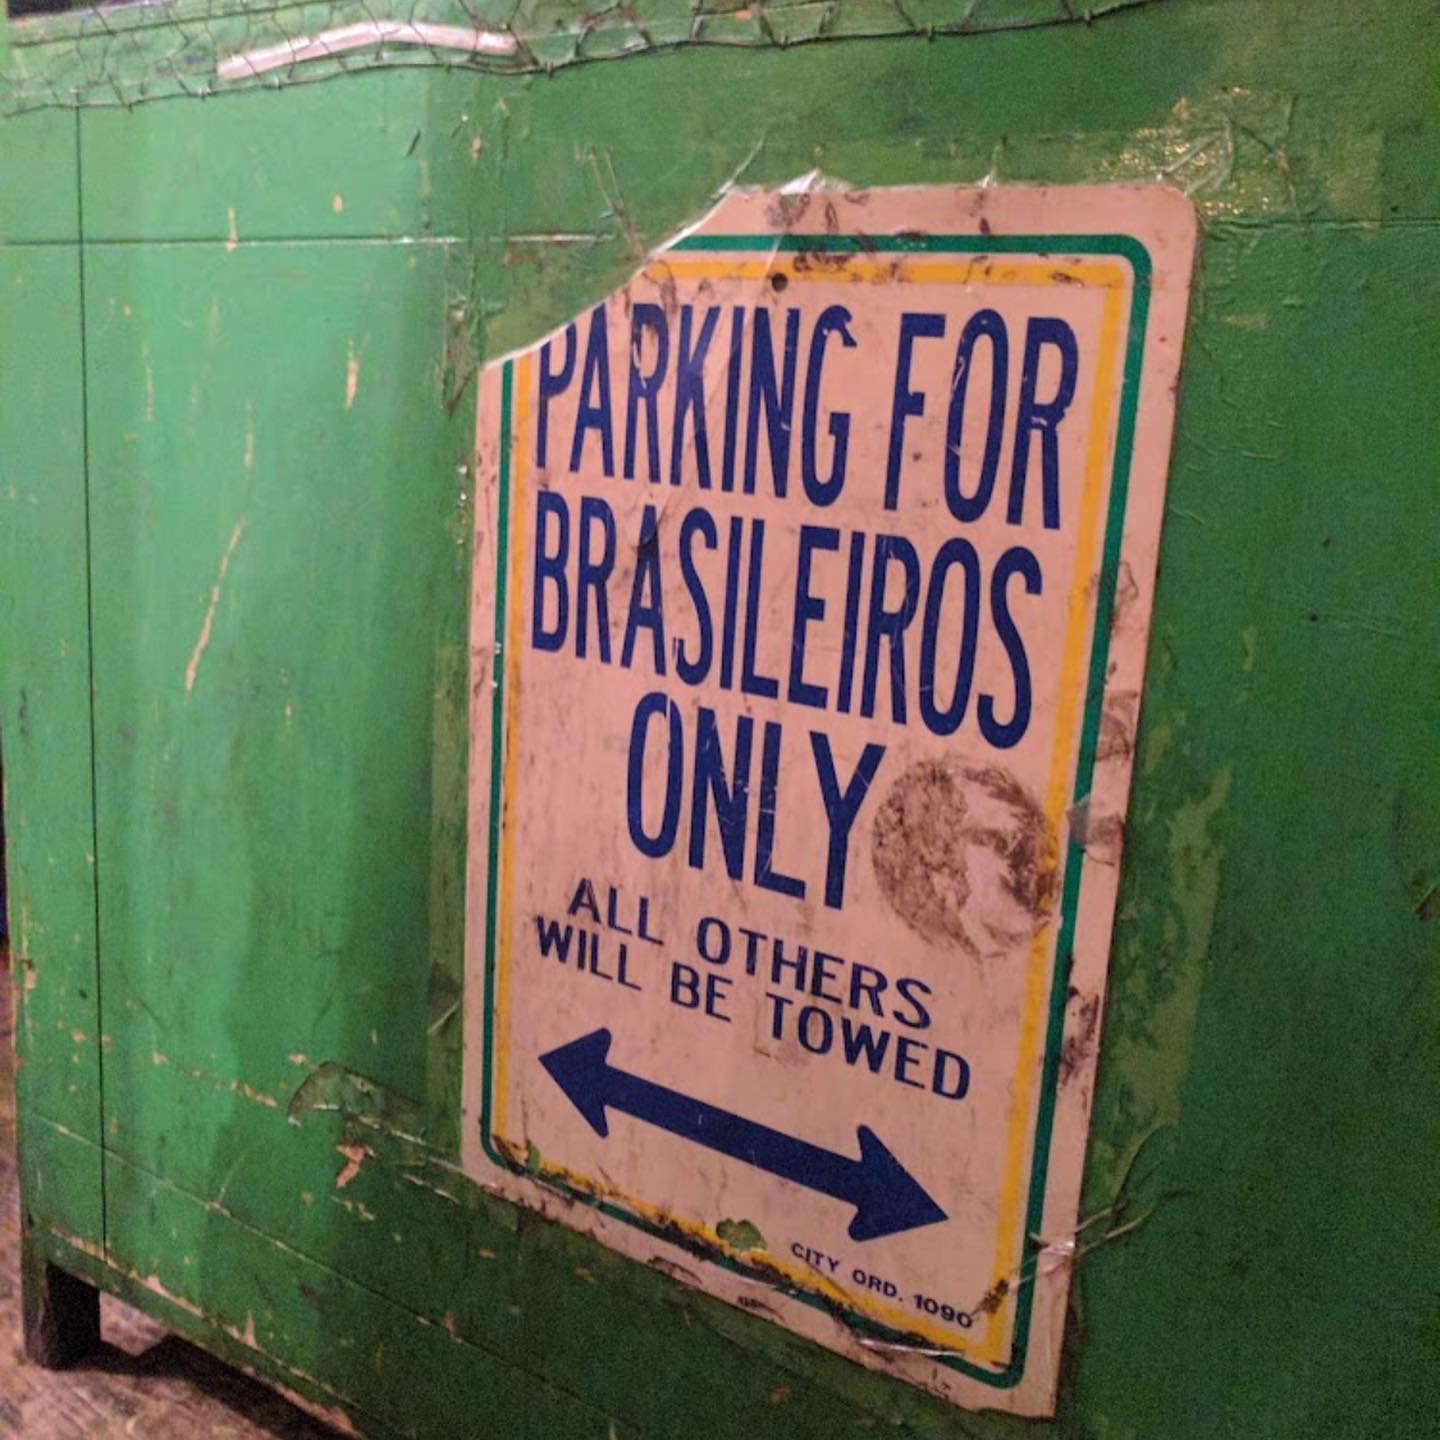 PARKING FOR
BRASILEIROS
ONLY
ALL OTHERS
WILL BE TOWED
CITY ORD. 1090